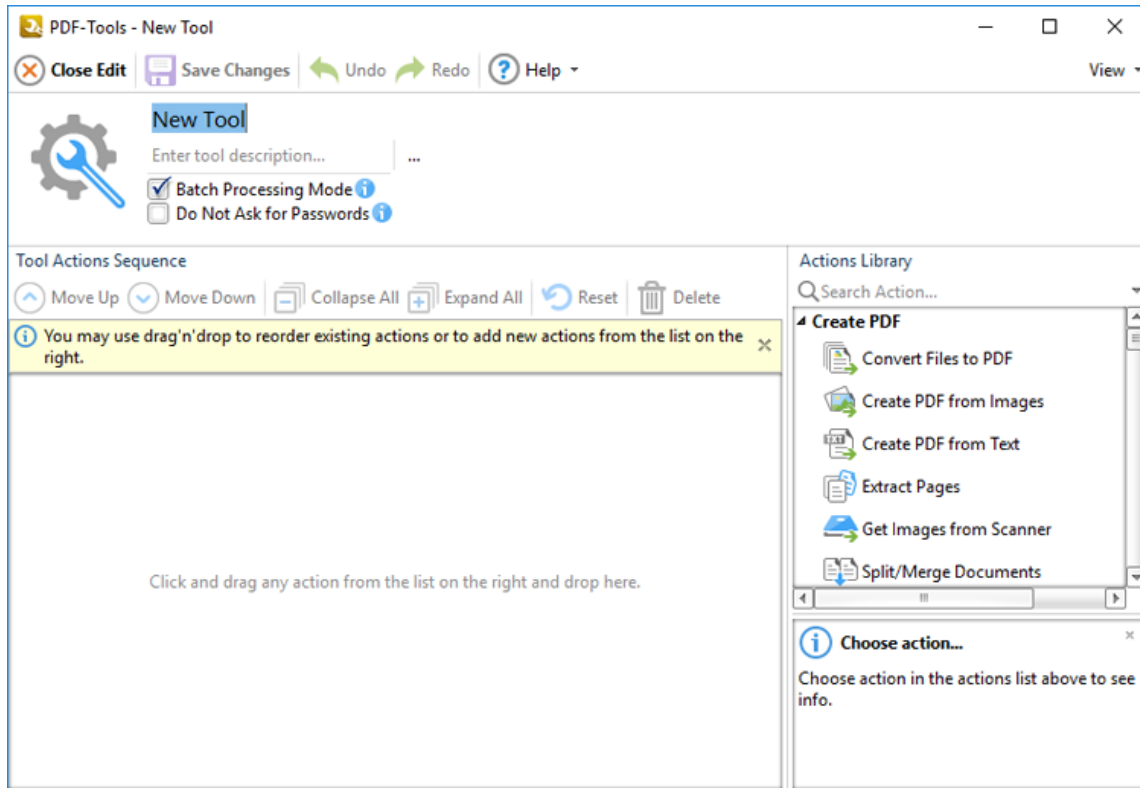 PDF-Tools - New Tool
Close Edit Save Changes Undo Redo ? Help View
New Tool
Enter tool description... ...
Batch Processing Mode i
Do Not Ask for Passwords i
Tool Actions Sequence
Move Up Move Down Collapse All Expand All Reset Delete
i You may use drag'n'drop to reorder existing actions or to add new actions from the list on the
right.
Click and drag any action from the list on the right and drop here.
Actions Library
Search Action...
Create PDF
Convert Files to PDF
Create PDF from Images
TXT Create PDF from Text
Extract Pages
Get Images from Scanner
Split/Merge Documents
i Choose action...
Choose action in the actions list above to see
info.